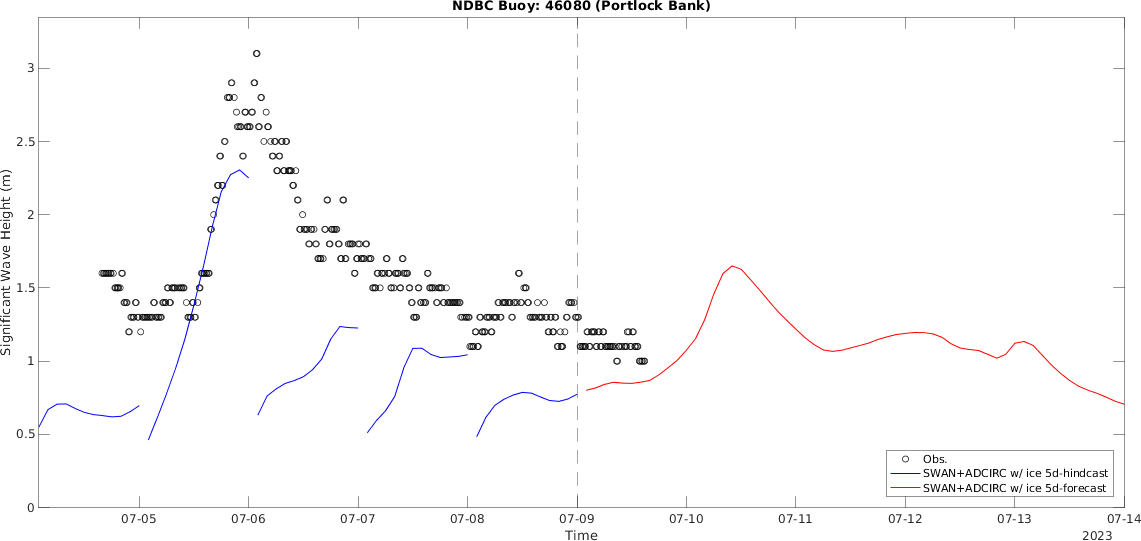 NDBC Buoy: 46080 (Portlock Bank)
Significant Wave Height (m)
3
2.5
2
1.5
1
0.5
0
Obs.
SWAN+ADCIRC w/ ice 5d-hindcast
SWAN+ADCIRC w/ ice 5d-forecast
07-05 07-06 07-07 07-08 07-09 07-10 07-11 07-12 07-13 07-14
Time
2023